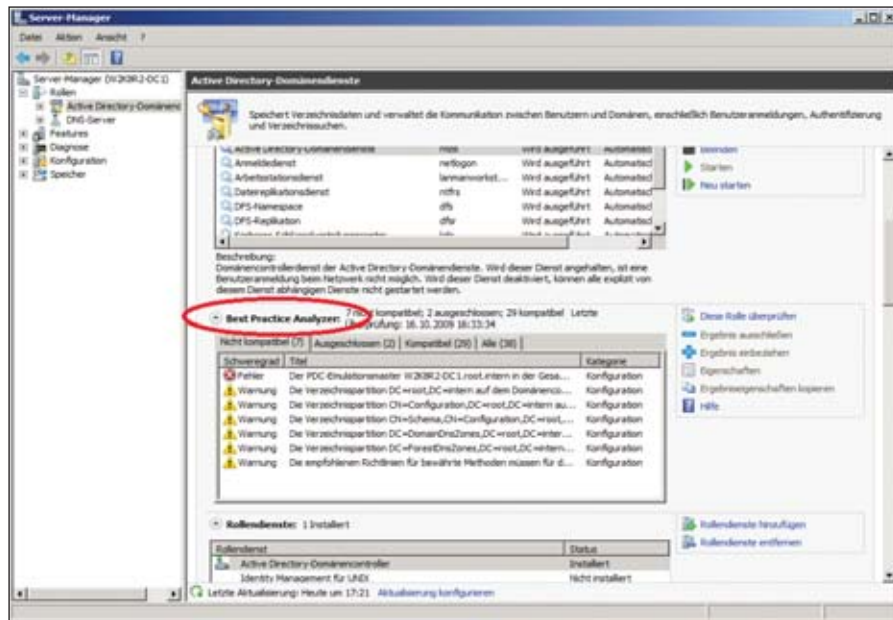 Server-Manager
Datei Aktion Ansicht ?
Server-Manager (W2K8R2-DC1)
Rollen
Active Directory-Domänend
DNS-Server
Features
Diagnose
Konfiguration
Speicher
Active Directory-Domänendienste
Speichert Verzeichnisdaten und verwaltet die Kommunikation zwischen Benutzern und Domänen, einschließlich Benutzeranmeldungen, Authentifizierung
und Verzeichnissuchen.
Active Directory-Domänendienste ntds Wird ausgeführt Automatisch
Anmeldedienst netlogon Wird ausgeführt Automatisch
Arbeitsstationsdienst lanmanworkst... Wird ausgeführt Automatisch
Dateireplikationsdienst ntfrs Wird ausgeführt Automatisch
DFS-Namespace dfs Wird ausgeführt Automatisch
DFS-Replikation dfsr Wird ausgeführt Automatisch
Beenden
Starten
Neu starten
Beschreibung:
Domänencontrollerdienst der Active Directory-Domänendienste. Wird dieser Dienst angehalten, ist eine
Benutzeranmeldung beim Netzwerk nicht möglich. Wird dieser Dienst deaktiviert, können alle explizit von
diesem Dienst abhängigen Dienste nicht gestartet werden.
Best Practice Analyzer: 7 nicht kompatibel; 2 ausgeschlossen; 29 kompatibel Letzte
Überprüfung: 16.10.2009 16:33:34
Nicht kompatibel (7) Ausgeschlossen (2) Kompatibel (29) Alle (38)
Schweregrad Titel Kategorie
Fehler Der PDC-Emulationsmaster W2K8R2-DC1.root.intern in der Gesa... Konfiguration
Warnung Die Verzeichnispartition DC=root,DC=intern auf dem Domänenco... Konfiguration
Warnung Die Verzeichnispartition CN=Configuration,DC=root,DC=intern au... Konfiguration
Warnung Die Verzeichnispartition CN=Schema,CN=Configuration,DC=root,... Konfiguration
Warnung Die Verzeichnispartition DC=DomainDnsZones,DC=root,DC=inter... Konfiguration
Warnung Die Verzeichnispartition DC=ForestDnsZones,DC=root,DC=intern... Konfiguration
Warnung Die empfohlenen Richtlinien für bewährte Methoden müssen für d... Konfiguration
Diese Rolle überprüfen
Ergebnis ausschließen
Ergebnis einbeziehen
Eigenschaften
Ergebniseigenschaften kopieren
Hilfe
Rollendienste: 1 Installiert
Rollendienst Status
Active Directory-Domänencontroller Installiert
Identity Management für UNIX Nicht installiert
Rollendienste hinzufügen
Rollendienste entfernen
Letzte Aktualisierung: Heute um 17:21 Aktualisierung konfigurieren